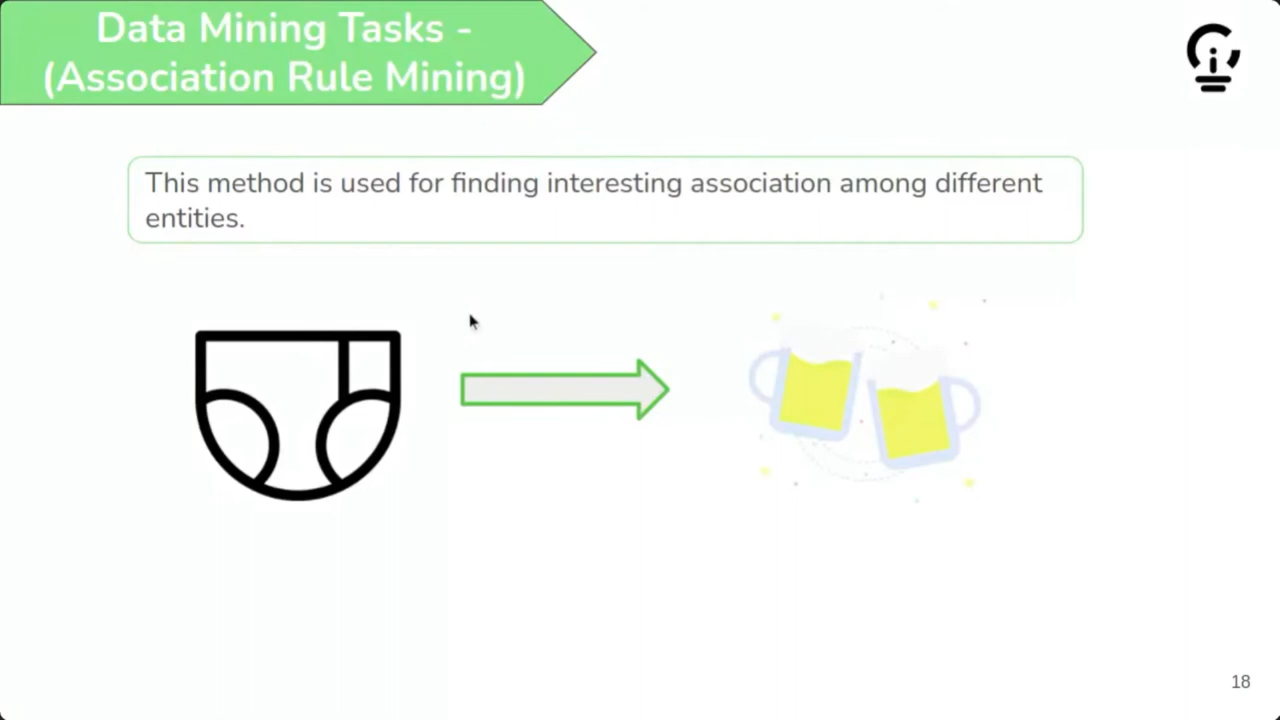 Data Mining Tasks -
(Association Rule Mining)
This method is used for finding interesting association among different
entities.
18